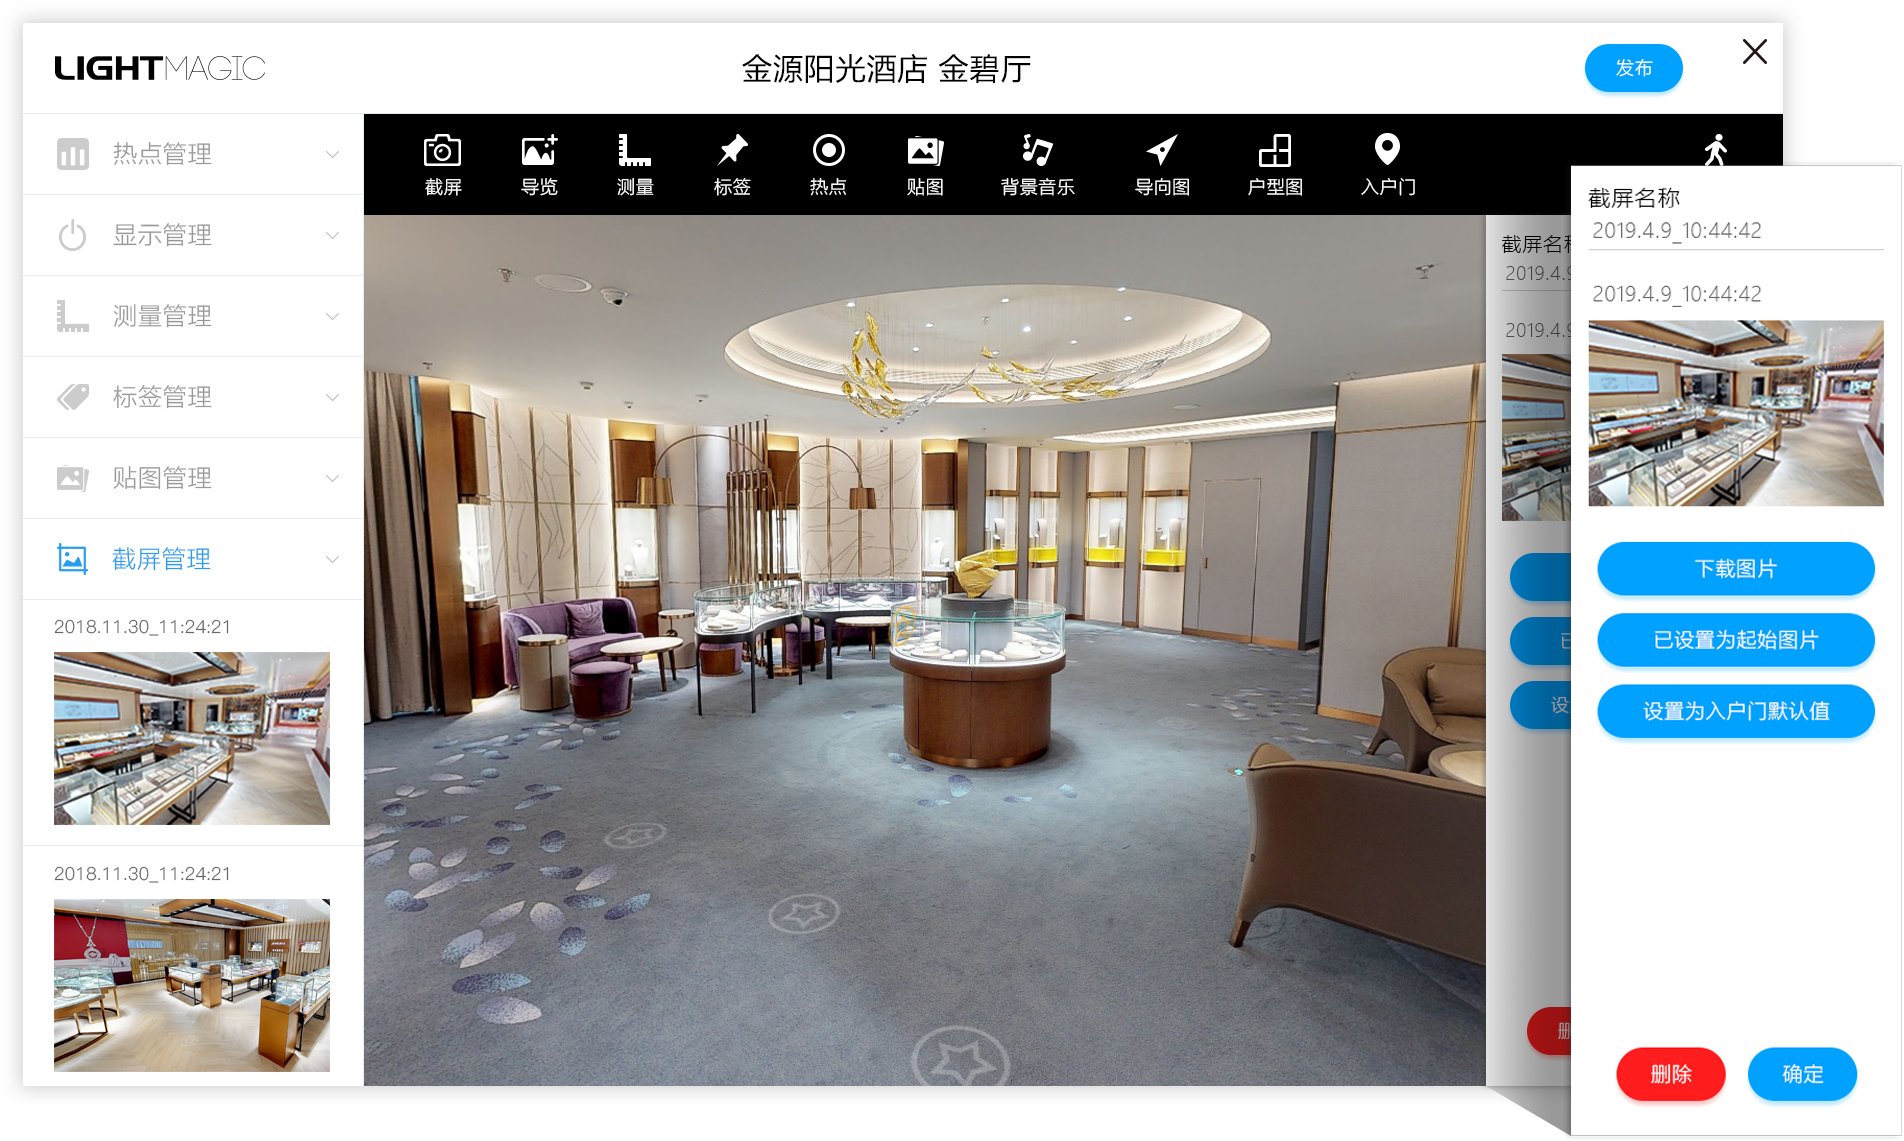 LIGHTMAGIC
金源阳光酒店 金碧厅
发布
热点管理
显示管理
测量管理
标签管理
贴图管理
截屏管理
2018.11.30_11:24:21
2018.11.30_11:24:21
截屏
导览
测量
标签
热点
贴图
背景音乐
导向图
户型图
入户门
截屏名
2019.4.9
2019.4.9
已
设
删
截屏名称
2019.4.9_10:44:42
2019.4.9_10:44:42
下载图片
已设置为起始图片
设置为入户门默认值
删除
确定